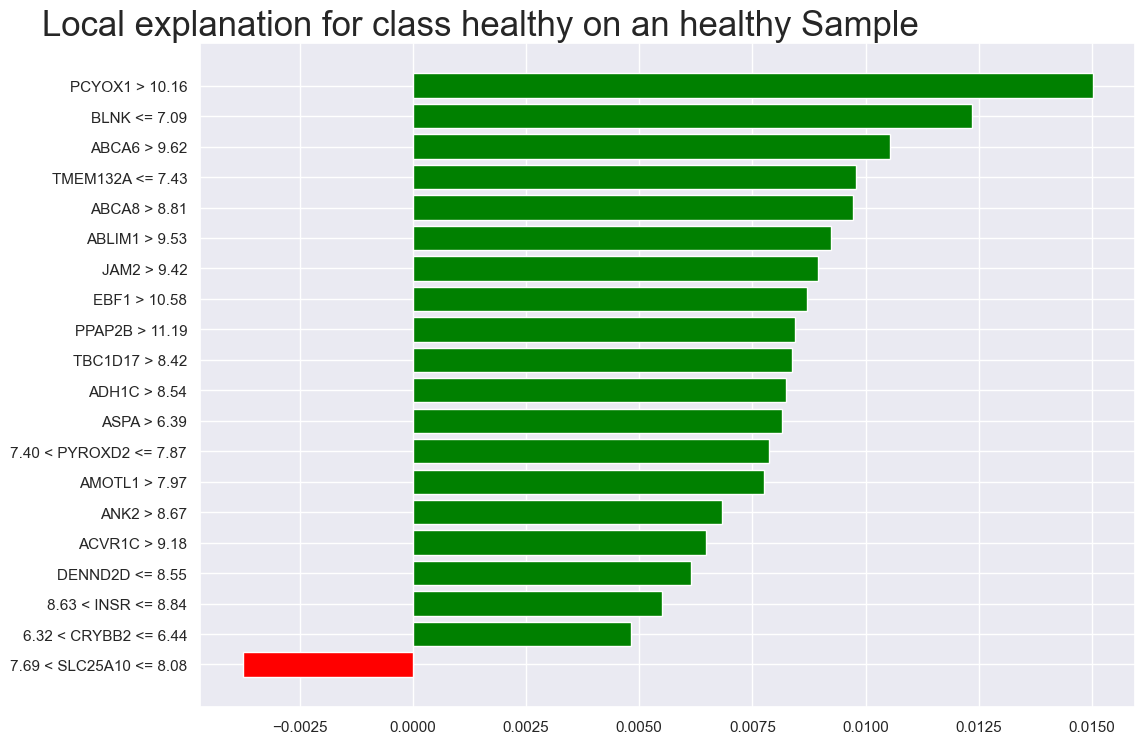 Local explanation for class healthy on an healthy Sample
PCYOX1 > 10.16
BLNK <= 7.09
ABCA6 > 9.62
TMEM132A <= 7.43
ABCA8 > 8.81
ABLIM1 > 9.53
JAM2 > 9.42
EBF1 > 10.58
PPAP2B > 11.19
TBC1D17 > 8.42
ADH1C > 8.54
ASPA > 6.39
7.40 < PYROXD2 <= 7.87
AMOTL1 > 7.97
ANK2 > 8.67
ACVR1C > 9.18
DENND2D <= 8.55
8.63 < INSR <= 8.84
6.32 < CRYBB2 <= 6.44
7.69 < SLC25A10 <= 8.08
−0.0025 0.0000 0.0025 0.0050 0.0075 0.0100 0.0125 0.0150